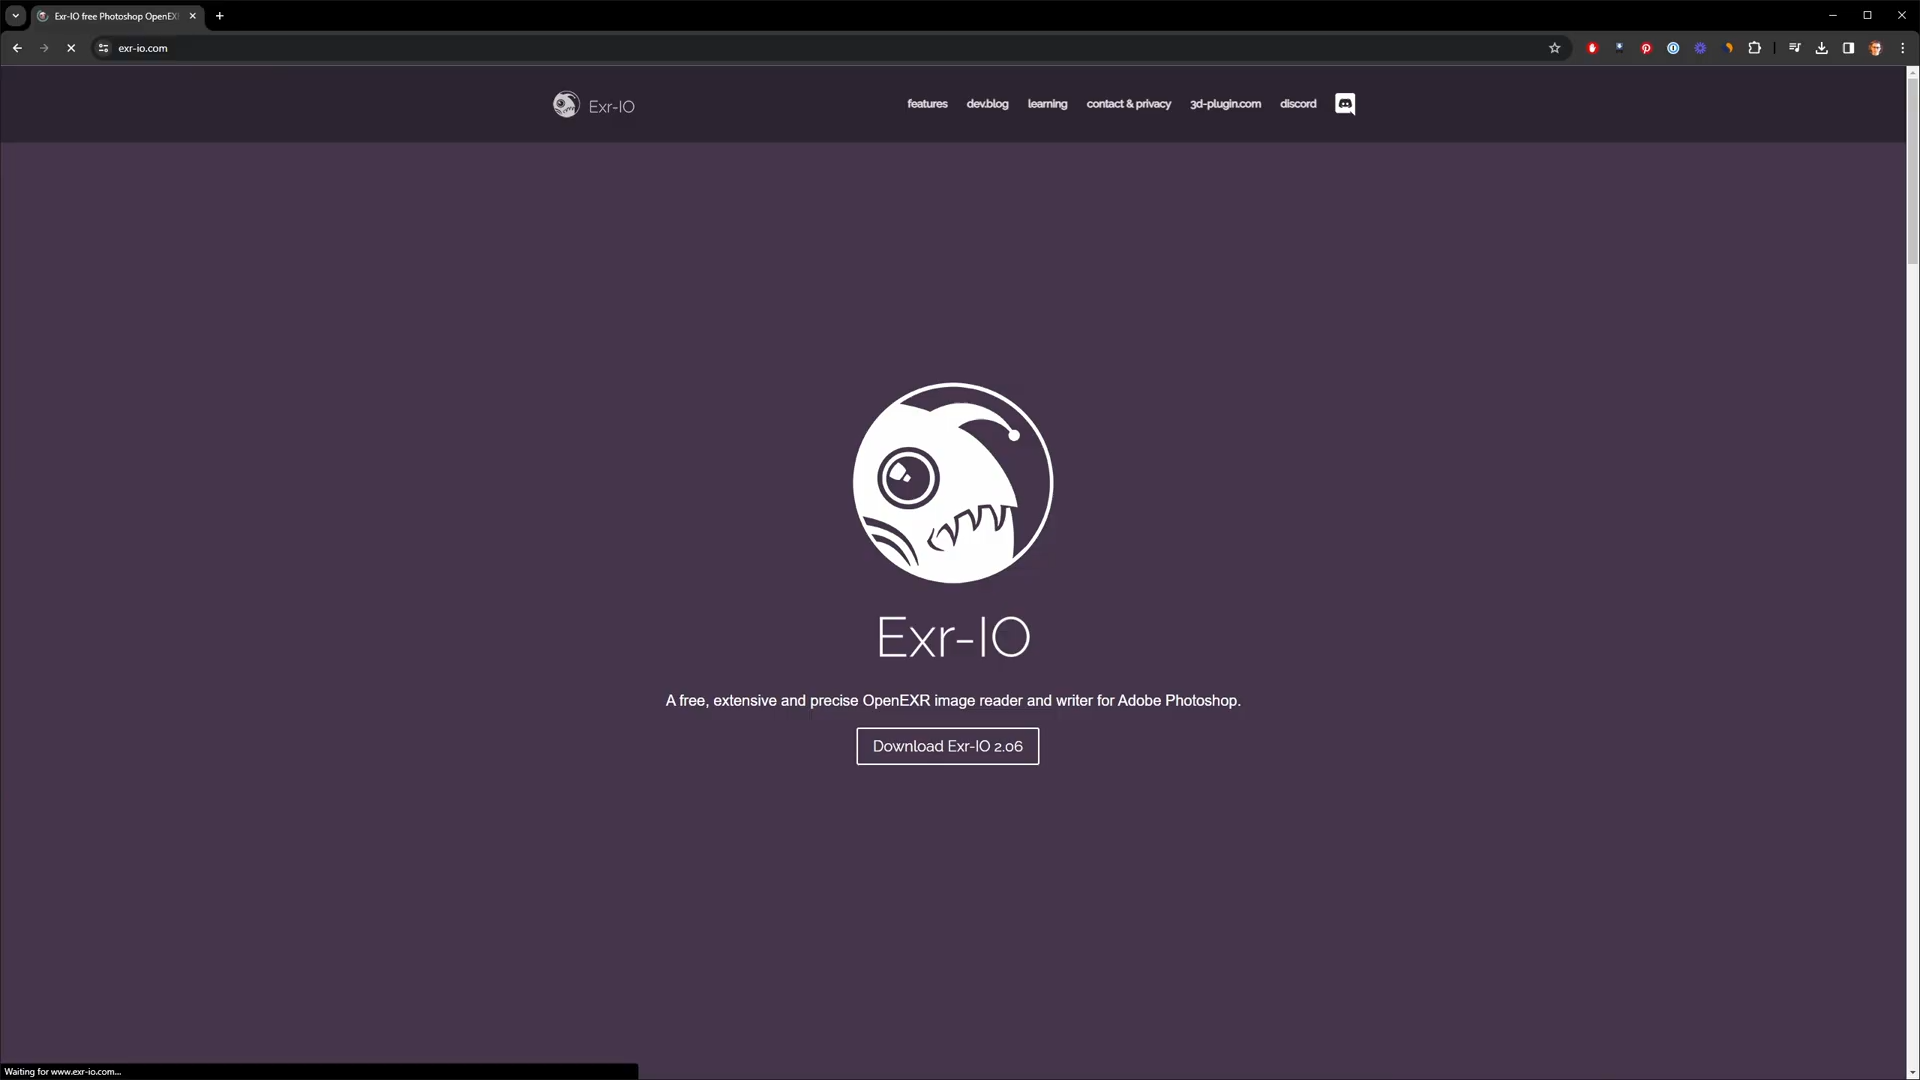 Exr-IO free Photoshop OpenEX
exr-io.com
Exr-IO
features
dev.blog
learning
contact & privacy
3d-plugin.com
discord
Exr-IO
A free, extensive and precise OpenEXR image reader and writer for Adobe Photoshop.
Download Exr-IO 2.06
Waiting for www.exr-io.com...